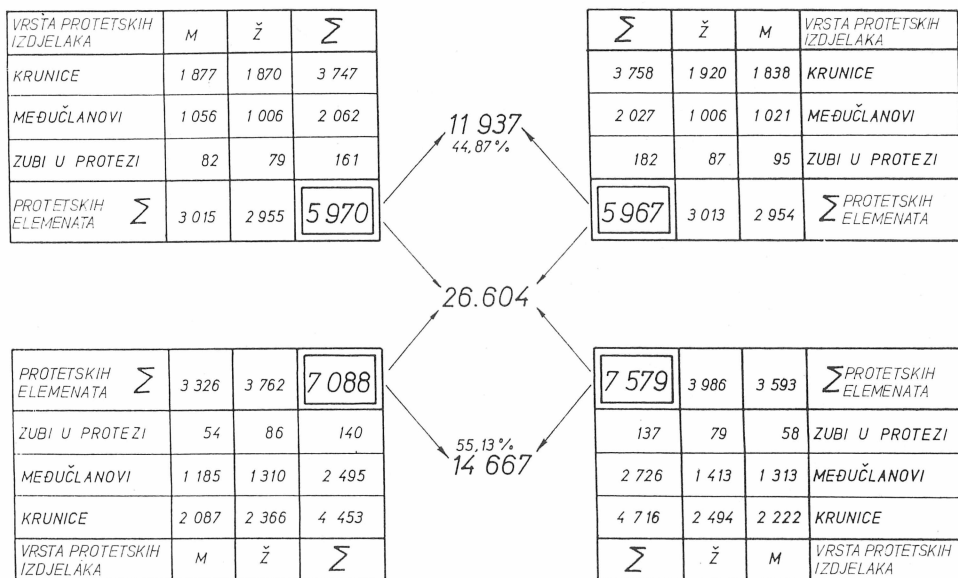 VRSTA PROTETSKIH IZDJELAKA M Ž Σ
KRUNICE 1 877 1 870 3 747
MEĐUČLANOVI 1 056 1 006 2 062
ZUBI U PROTEZI 82 79 161
PROTETSKIH ELEMENATA Σ 3 015 2 955 5 970
Σ Ž M VRSTA PROTETSKIH IZDJELAKA
3 758 1 920 1 838 KRUNICE
2 027 1 006 1 021 MEĐUČLANOVI
182 87 95 ZUBI U PROTEZI
5 967 3 013 2 954 Σ PROTETSKIH ELEMENATA
11 937
44,87 %
26.604
55,13 %
14 667
PROTETSKIH ELEMENATA Σ 3 326 3 762 7 088
ZUBI U PROTEZI 54 86 140
MEĐUČLANOVI 1 185 1 310 2 495
KRUNICE 2 087 2 366 4 453
VRSTA PROTETSKIH IZDJELAKA M Ž Σ
7 579 3 986 3 593 Σ PROTETSKIH ELEMENATA
137 79 58 ZUBI U PROTEZI
2 726 1 413 1 313 MEĐUČLANOVI
4 716 2 494 2 222 KRUNICE
Σ Ž M VRSTA PROTETSKIH IZDJELAKA